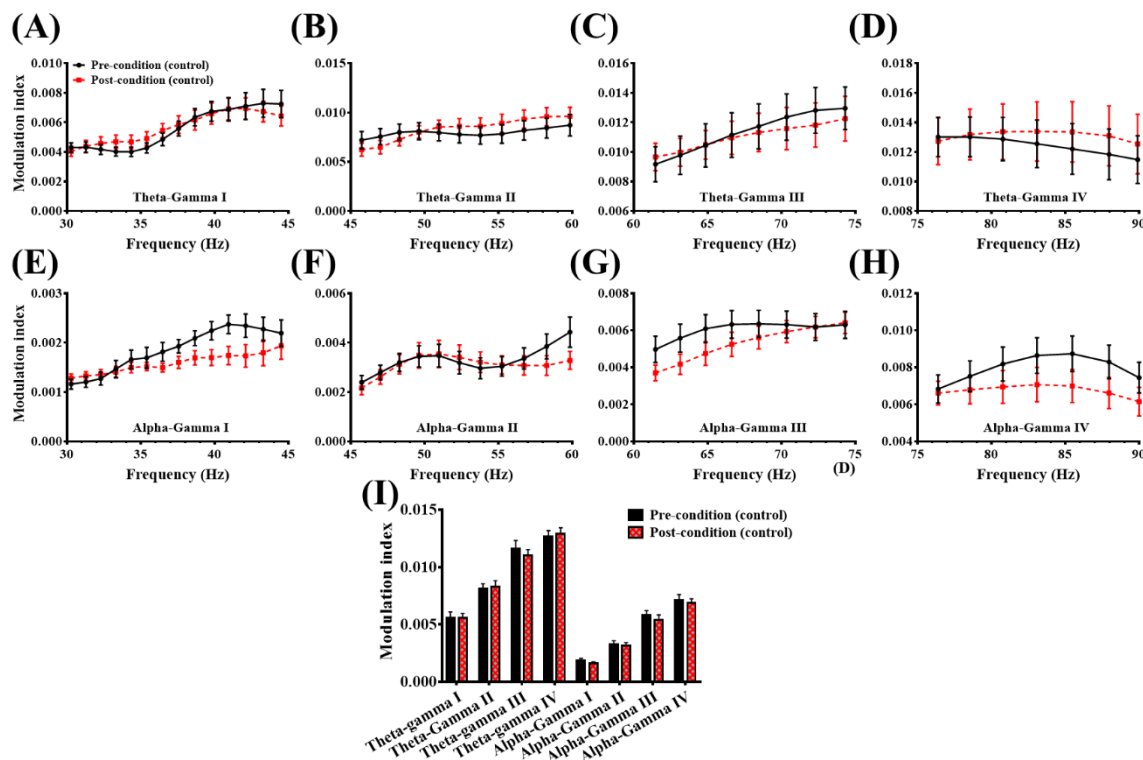 (A)
(B)
(C)
(D)
Modulation index
0.010
0.008
0.006
0.004
0.002
0.000
Pre-condition (control)
Post-condition (control)
Theta-Gamma I
30
35
40
45
Frequency (Hz)
0.015
0.010
0.005
0.000
Theta-Gamma II
45
50
55
60
Frequency (Hz)
0.016
0.014
0.012
0.010
0.008
0.006
Theta-Gamma III
60
65
70
75
Frequency (Hz)
0.018
0.016
0.014
0.012
0.010
0.008
Theta-Gamma IV
75
80
85
90
Frequency (Hz)
(E)
(F)
(G)
(H)
Modulation index
0.003
0.002
0.001
0.000
Alpha-Gamma I
30
35
40
45
Frequency (Hz)
0.006
0.004
0.002
0.000
Alpha-Gamma II
45
50
55
60
Frequency (Hz)
0.008
0.006
0.004
0.002
0.000
Alpha-Gamma III
60
65
70
75
Frequency (Hz)
(D)
0.012
0.010
0.008
0.006
0.004
Alpha-Gamma IV
75
80
85
90
Frequency (Hz)
(I)
Modulation index
0.015
0.010
0.005
0.000
Pre-condition (control)
Post-condition (control)
Theta-gamma I
Theta-Gamma II
Theta-gamma III
Theta-gamma IV
Alpha-Gamma I
Alpha-Gamma II
Alpha-Gamma III
Alpha-Gamma IV